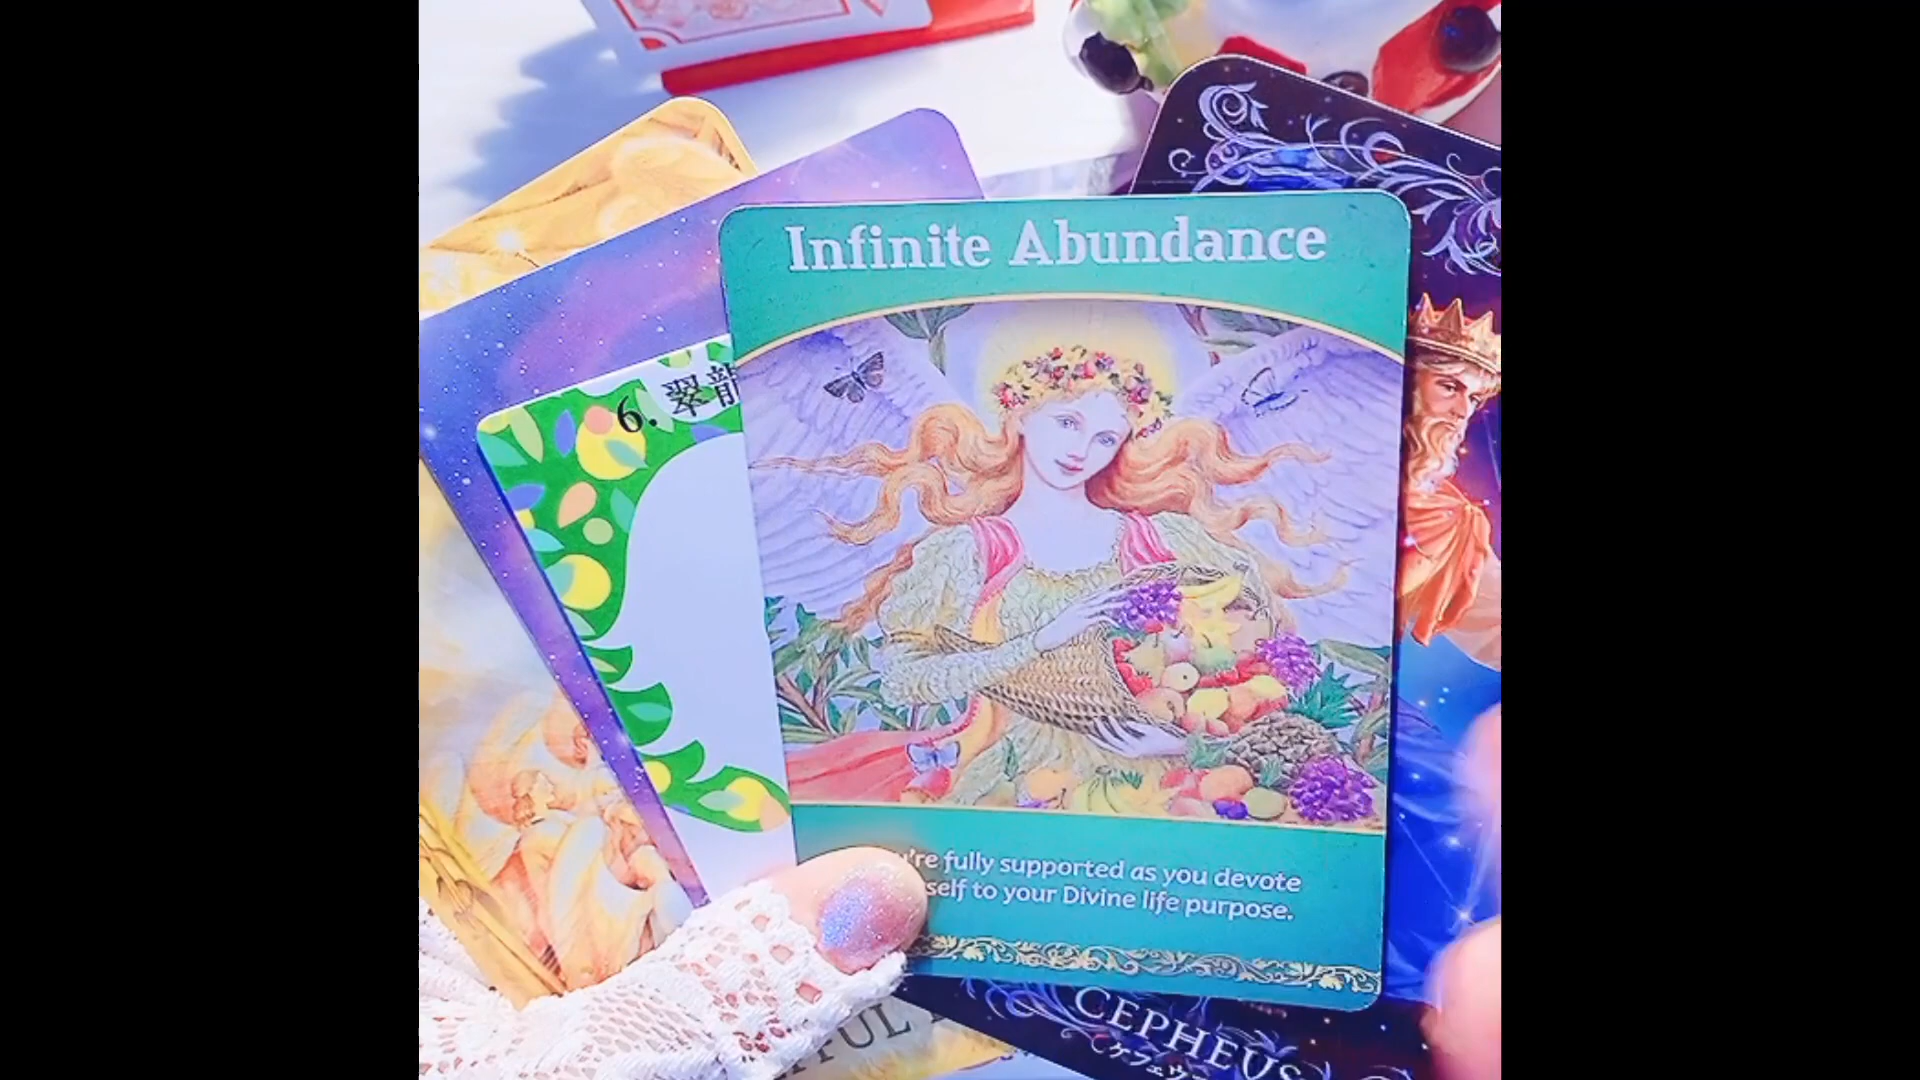 Infinite Abundance
6. 翠龍
're fully supported as you devote
self to your Divine life purpose.
CEPHEUS
ケフェウ